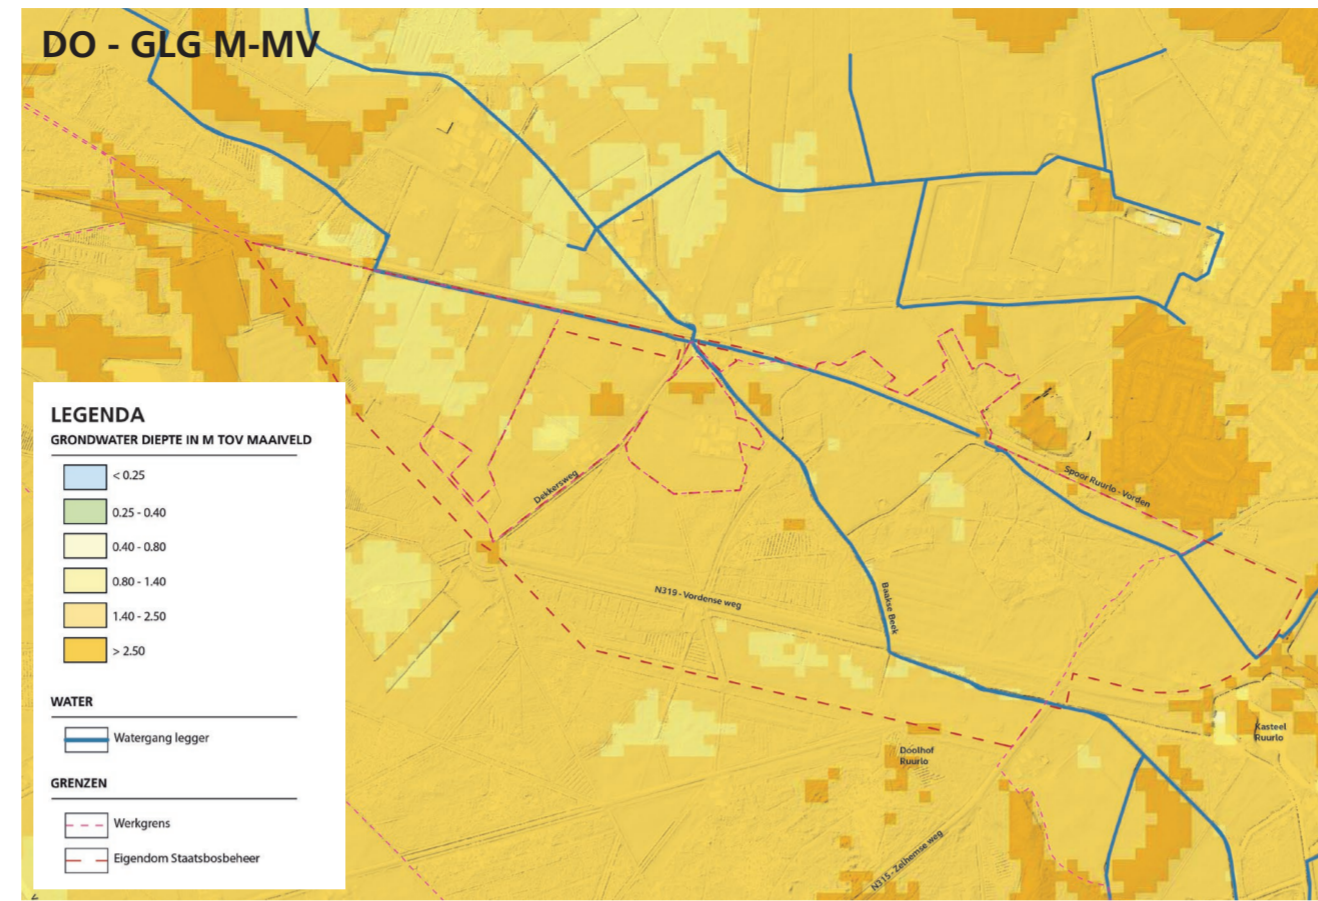 DO - GLG M-MV
LEGENDA
GRONDWATER DIEPTE IN M TOV MAAIVELD
< 0.25
0.25 - 0.40
0.40 - 0.80
0.80 - 1.40
1.40 - 2.50
> 2.50
WATER
Watergang legger
GRENZEN
Werkgrens
Eigendom Staatsbosbeheer
Dekkersweg
Spoor Ruurlo - Vorden
N319 - Vordense weg
Baakse Beek
Doolhof
Ruurlo
Kasteel
Ruurlo
N315 - Zelhemse weg